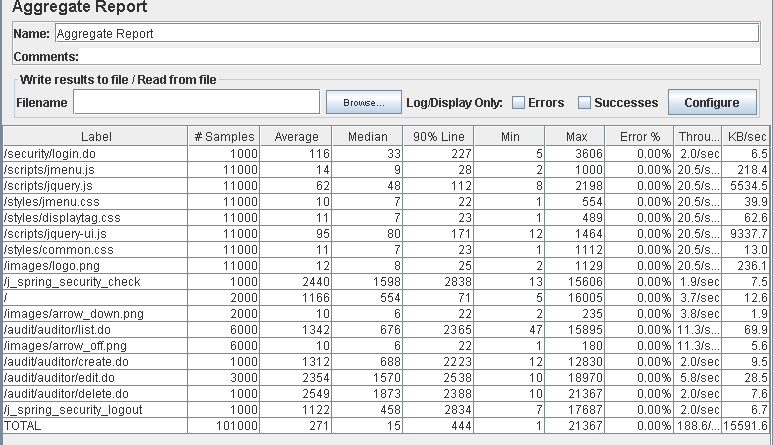 Aggregate Report
Name: Aggregate Report
Comments:
Write results to file / Read from file
Filename Browse... Log/Display Only: Errors Successes Configure
Label # Samples Average Median 90% Line Min Max Error % Throu... KB/sec
/security/login.do 1000 116 33 227 5 3606 0.00% 2.0/sec 6.5
/scripts/jmenu.js 11000 14 9 28 2 1000 0.00% 20.5/s... 218.4
/scripts/jquery.js 11000 62 48 112 8 2198 0.00% 20.5/s... 5534.5
/styles/jmenu.css 11000 10 7 22 1 554 0.00% 20.5/s... 39.9
/styles/displaytag.css 11000 11 7 23 1 489 0.00% 20.5/s... 62.6
/scripts/jquery-ui.js 11000 95 80 171 12 1464 0.00% 20.5/s... 9337.7
/styles/common.css 11000 11 7 23 1 1112 0.00% 20.5/s... 13.0
/images/logo.png 11000 12 8 25 2 1129 0.00% 20.5/s... 236.1
/j_spring_security_check 1000 2440 1598 2838 13 15606 0.00% 1.9/sec 7.5
/ 2000 1166 554 71 5 16005 0.00% 3.7/sec 12.6
/images/arrow_down.png 2000 10 6 22 2 235 0.00% 3.8/sec 1.9
/audit/auditor/list.do 6000 1342 676 2365 47 15895 0.00% 11.3/s... 69.9
/images/arrow_off.png 6000 10 6 22 1 180 0.00% 11.3/s... 5.6
/audit/auditor/create.do 1000 1312 688 2223 12 12830 0.00% 2.0/sec 9.5
/audit/auditor/edit.do 3000 2354 1570 2538 10 18970 0.00% 5.8/sec 28.5
/audit/auditor/delete.do 1000 2549 1873 2388 10 21367 0.00% 2.0/sec 7.6
/j_spring_security_logout 1000 1122 458 2834 7 17687 0.00% 2.0/sec 6.7
TOTAL 101000 271 15 444 1 21367 0.00% 188.6/... 15591.6